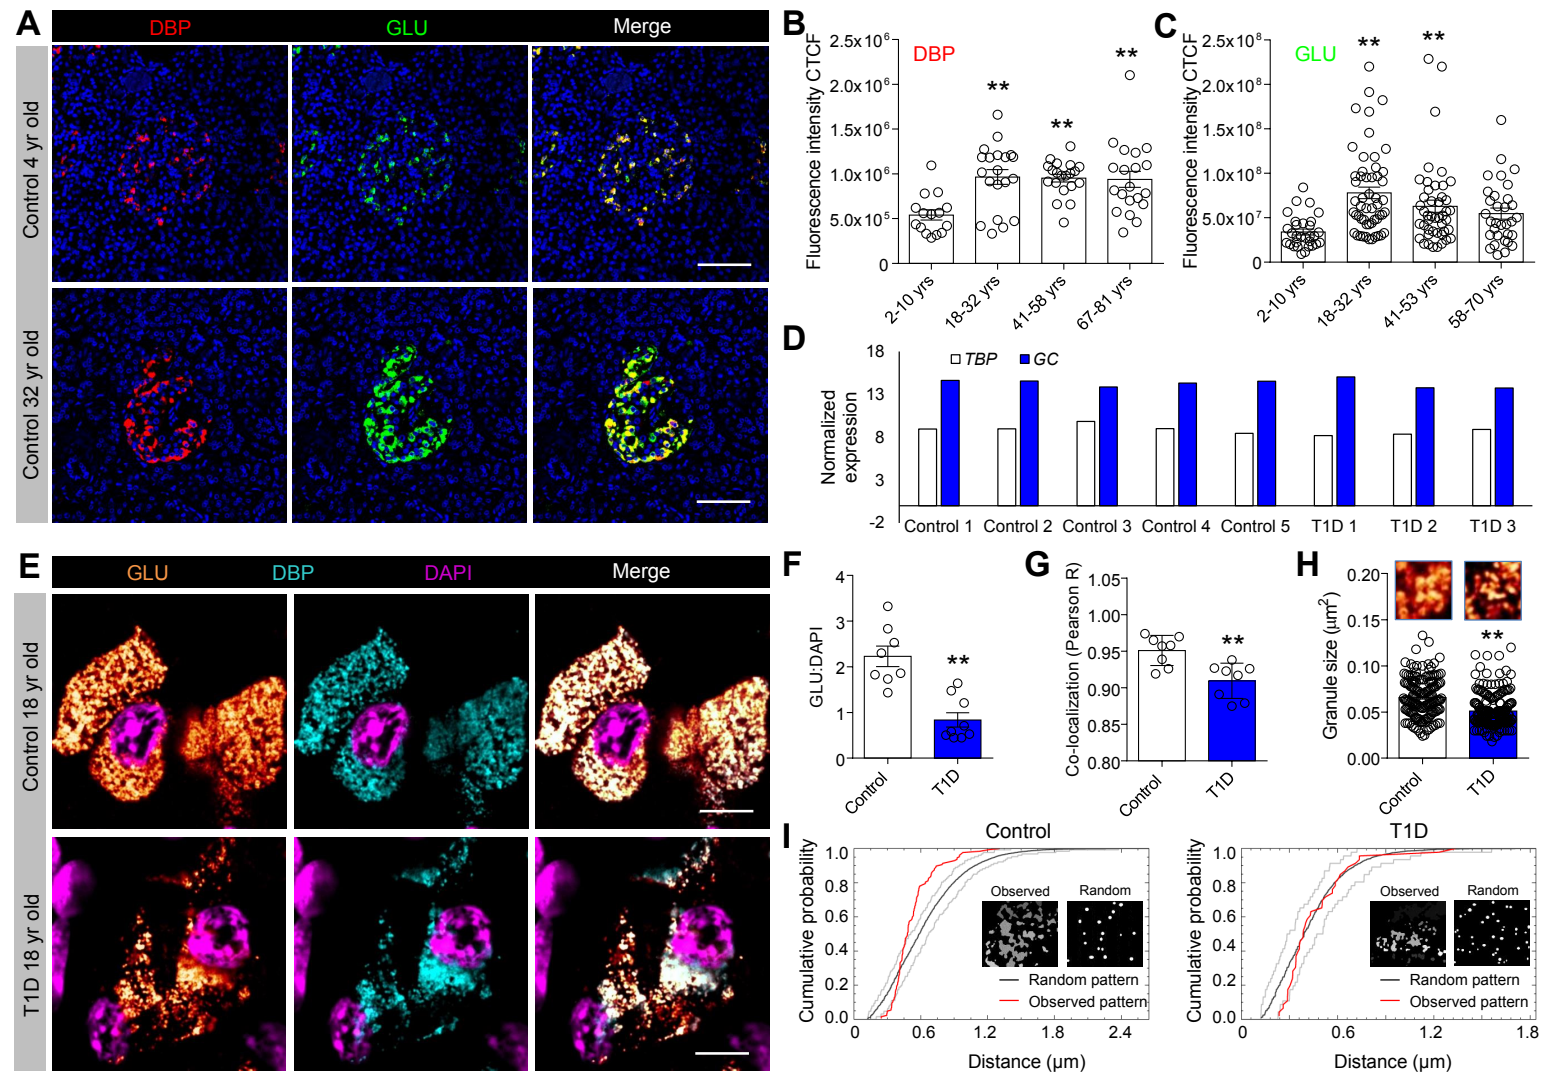 A
DBP
GLU
Merge
Control 4 yr old
Control 32 yr old
B
DBP
Fluorescence intensity CTCF
2.5x10⁶
2.0x10⁶
1.5x10⁶
1.0x10⁶
5.0x10⁵
0
**
**
**
2-10 yrs
18-32 yrs
41-58 yrs
67-81 yrs
C
GLU
Fluorescence intensity CTCF
2.5x10⁸
2.0x10⁸
1.5x10⁸
1.0x10⁸
5.0x10⁷
0
**
**
2-10 yrs
18-32 yrs
41-53 yrs
58-70 yrs
D
TBP
GC
Normalized
expression
18
13
8
3
-2
Control 1
Control 2
Control 3
Control 4
Control 5
T1D 1
T1D 2
T1D 3
E
GLU
DBP
DAPI
Merge
Control 18 yr old
T1D 18 yr old
F
GLU:DAPI
4
3
2
1
0
**
Control
T1D
G
Co-localization (Pearson R)
1.05
1.00
0.95
0.90
0.85
0.80
**
Control
T1D
H
Granule size (µm²)
0.20
0.15
0.10
0.05
0.00
**
Control
T1D
I
Control
Cumulative probability
1.0
0.8
0.6
0.4
0.2
0.0
Observed
Random
Random pattern
Observed pattern
0
0.6
1.2
1.8
2.4
Distance (µm)
T1D
Cumulative probability
1.0
0.8
0.6
0.4
0.2
0.0
Observed
Random
Random pattern
Observed pattern
0
0.6
1.2
1.8
Distance (µm)